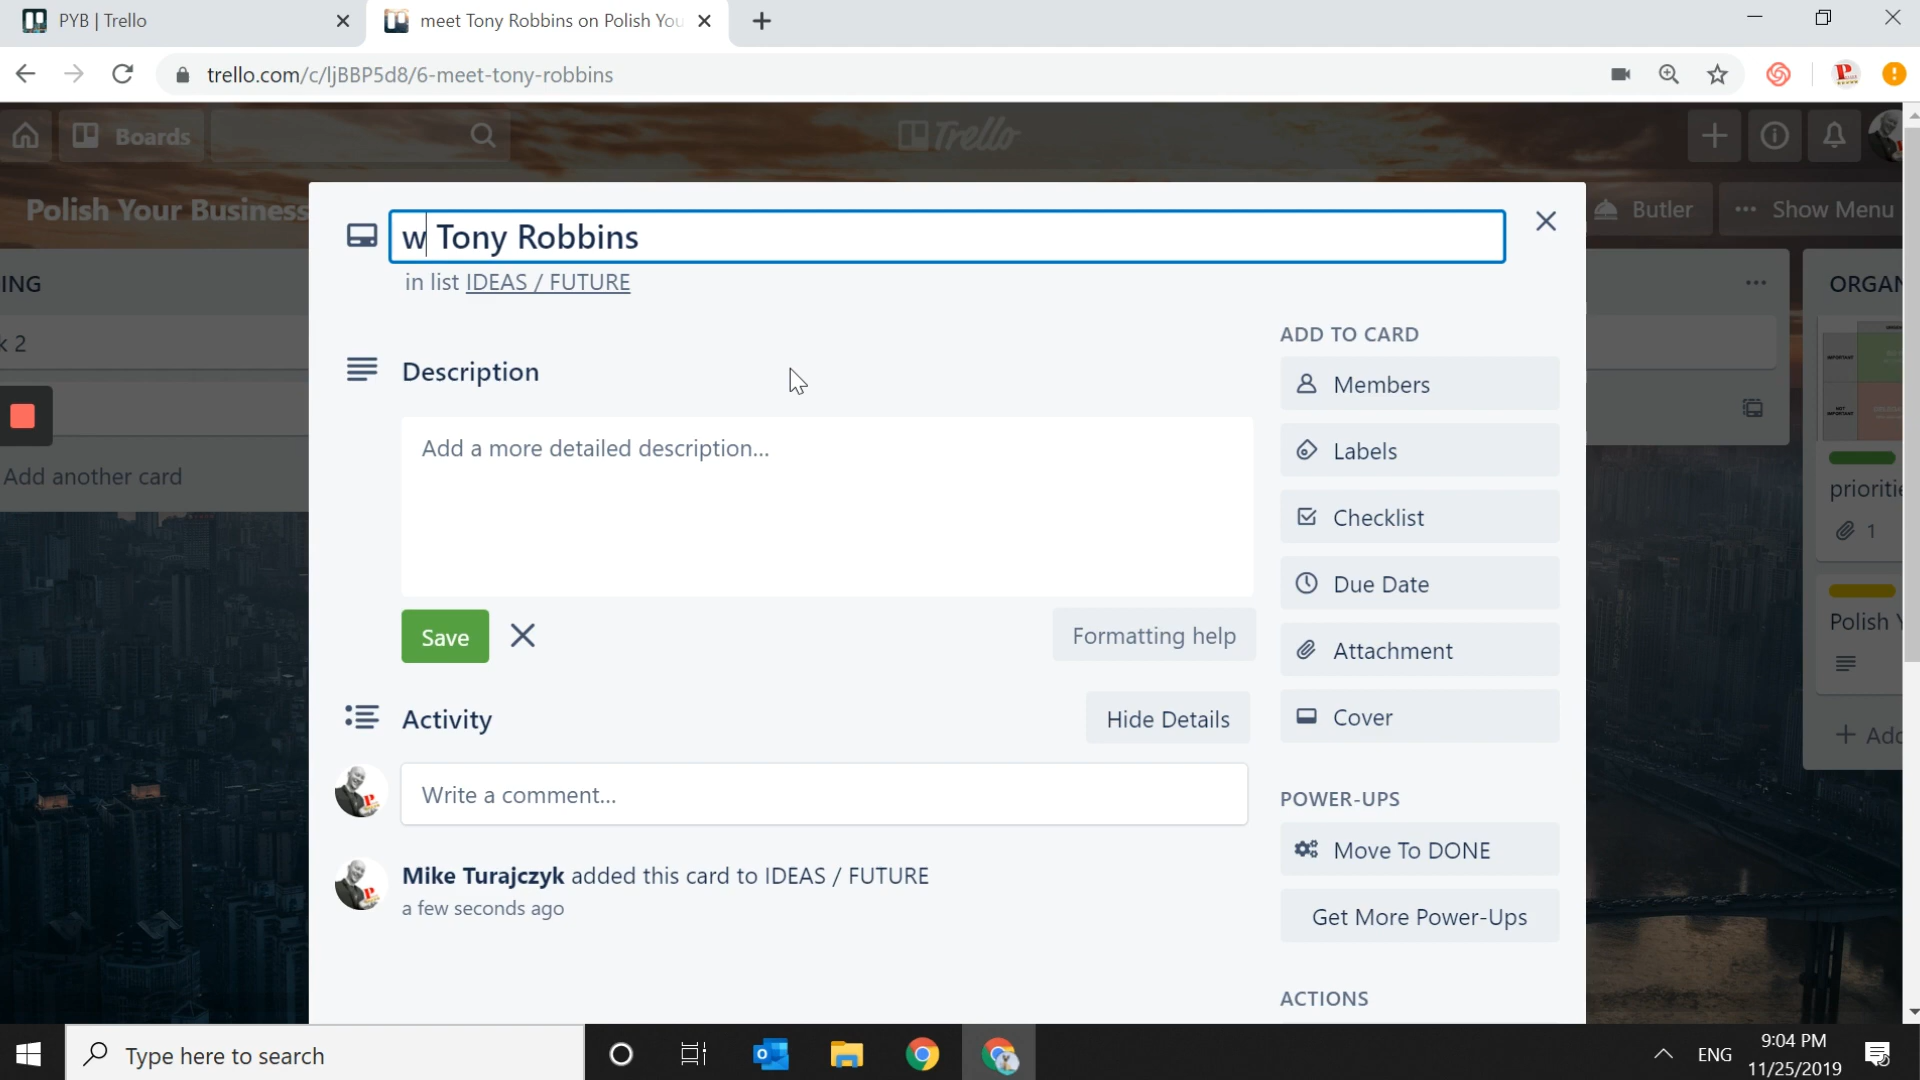 PYB | Trello
meet Tony Robbins on Polish You
trello.com/c/ljBBP5d8/6-meet-tony-robbins
Boards
Trello
Polish Your Business
Butler
Show Menu
w Tony Robbins
in list IDEAS / FUTURE
ING
ORGAN
k 2
ADD TO CARD
Description
Members
Add a more detailed description...
Labels
Add another card
prioritie
Checklist
1
Due Date
Polish Y
Save
Formatting help
Attachment
Activity
Hide Details
Cover
Add
Write a comment...
POWER-UPS
Move To DONE
Mike Turajczyk added this card to IDEAS / FUTURE
a few seconds ago
Get More Power-Ups
ACTIONS
Type here to search
ENG
9:04 PM
11/25/2019